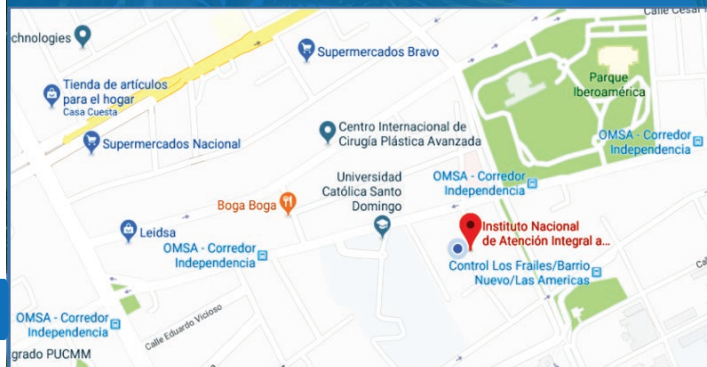 Calle Cesar
chnologies
Supermercados Bravo
Tienda de artículos
para el hogar
Casa Cuesta
Parque
Iberoamérica
Supermercados Nacional
Centro Internacional de
Cirugía Plástica Avanzada
OMSA - Corredor
Independencia
Universidad
Católica Santo
Domingo
OMSA - Corredor
Independencia
Boga Boga
Leidsa
OMSA - Corredor
Independencia
Instituto Nacional
de Atención Integral a...
Control Los Frailes/Barrio
Nuevo/Las Americas
OMSA - Corredor
Independencia
Calle Eduardo Vicioso
grado PUCMM